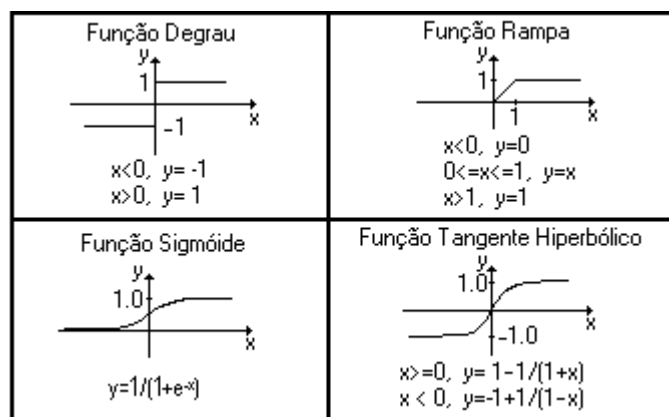 Função Degrau
y
1
x
-1
x<0, y= -1
x>0, y= 1
Função Rampa
y
1
1
x
x<0, y=0
0<=x<=1, y=x
x>1, y=1
Função Sigmóide
y
1.0
x
y=1/(1+e-x)
Função Tangente Hiperbólico
y
1.0
x
-1.0
x>=0, y= 1-1/(1+x)
x < 0, y=-1+1/(1-x)